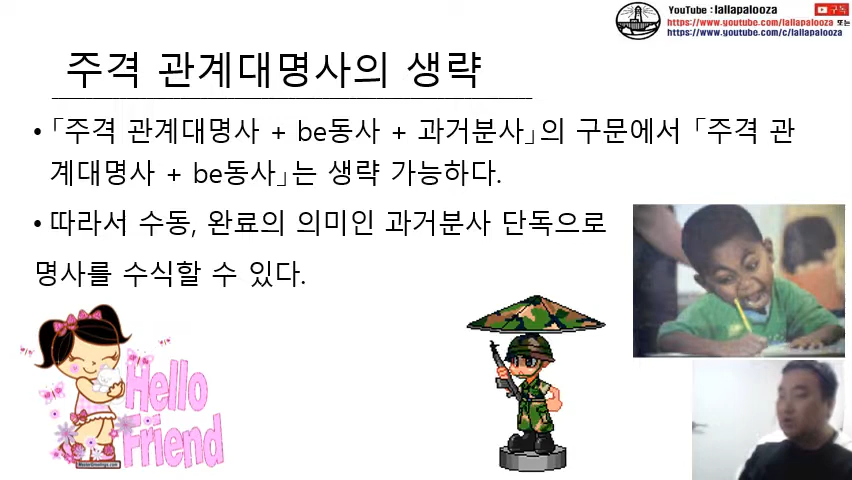 YouTube : lallapalooza 구독
https://www.youtube.com/lallapalooza 또는
https://www.youtube.com/c/lallapalooza
주격 관계대명사의 생략
• ｢주격 관계대명사 + be동사 + 과거분사｣의 구문에서 ｢주격 관
계대명사 + be동사｣는 생략 가능하다.
• 따라서 수동, 완료의 의미인 과거분사 단독으로
명사를 수식할 수 있다.
Hello
Friend